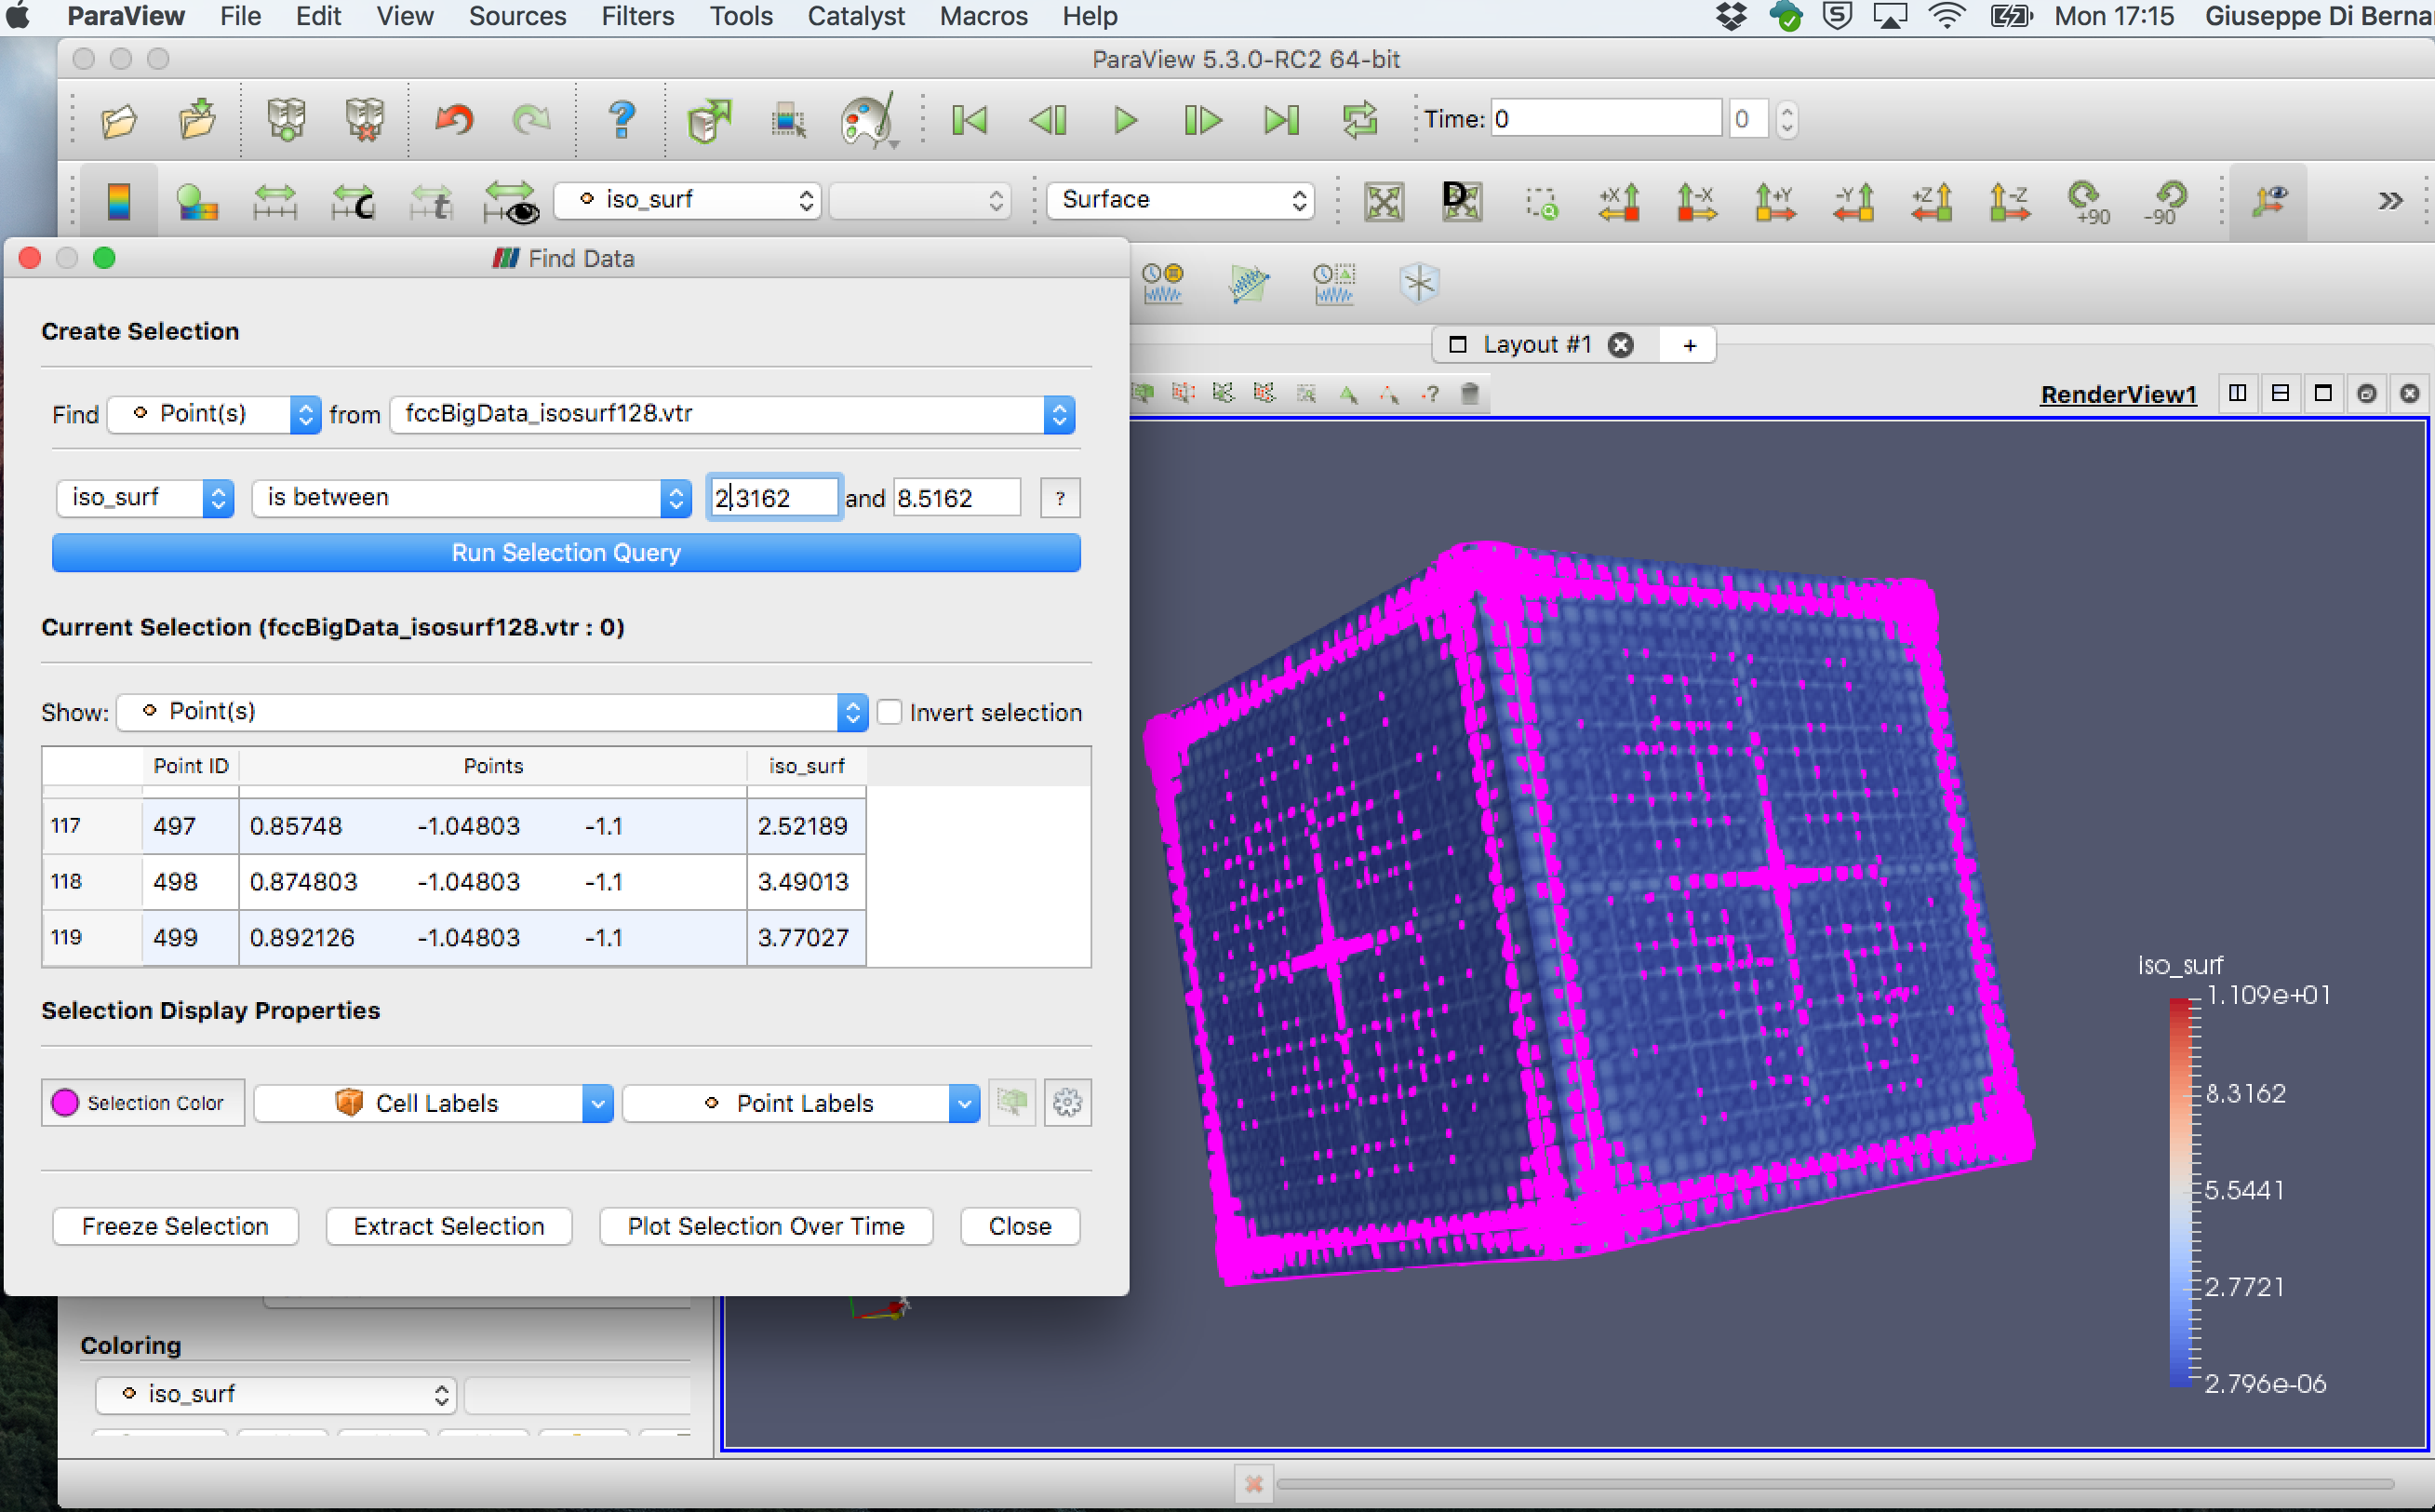 ParaView File Edit View Sources Filters Tools Catalyst Macros Help Mon 17:15 Giuseppe Di Berna
ParaView 5.3.0-RC2 64-bit
? Time: 0 0
C t iso_surf Surface D +X -X +Y -Y +Z -Z +90 -90 »
Find Data
Create Selection
Layout #1 +
Find Point(s) from fccBigData_isosurf128.vtr
? RenderView1
iso_surf is between 2.3162 and 8.5162 ?
Run Selection Query
Current Selection (fccBigData_isosurf128.vtr : 0)
Show: Point(s) Invert selection
Point ID Points iso_surf
117 497 0.85748 -1.04803 -1.1 2.52189
118 498 0.874803 -1.04803 -1.1 3.49013
119 499 0.892126 -1.04803 -1.1 3.77027
iso_surf
1.109e+01
8.3162
5.5441
2.7721
2.796e-06
Selection Display Properties
Selection Color Cell Labels Point Labels
Freeze Selection Extract Selection Plot Selection Over Time Close
Coloring
iso_surf